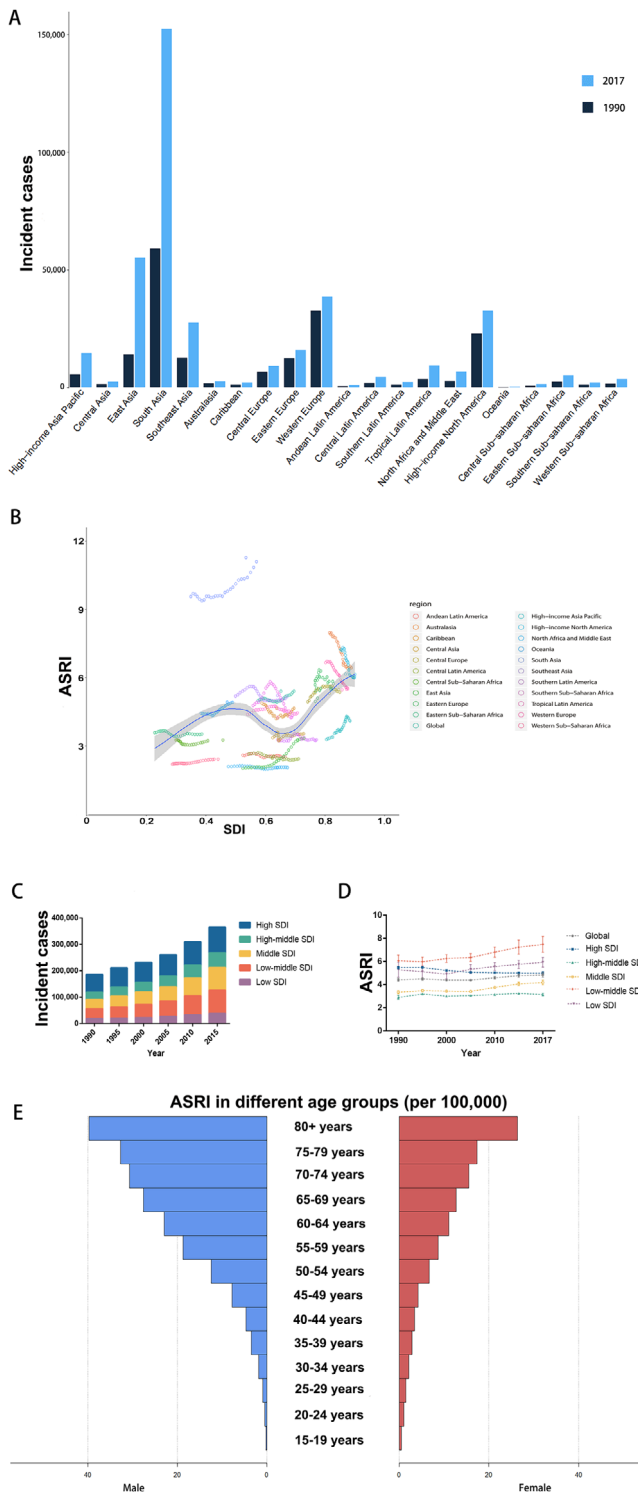 A
150,000
100,000
50,000
0
Incident cases
2017
1990
High-income Asia Pacific
Central Asia
East Asia
South Asia
Southeast Asia
Australasia
Caribbean
Central Europe
Eastern Europe
Western Europe
Andean Latin America
Central Latin America
Southern Latin America
Tropical Latin America
North Africa and Middle East
High-income North America
Oceania
Central Sub-saharan Africa
Eastern Sub-saharan Africa
Southern Sub-saharan Africa
Western Sub-saharan Africa
B
12
9
6
3
ASRI
0
0.2
0.4
0.6
0.8
1.0
SDI
region
Andean Latin America
Australasia
Caribbean
Central Asia
Central Europe
Central Latin America
Central Sub-Saharan Africa
East Asia
Eastern Europe
Eastern Sub-Saharan Africa
Global
High-income Asia Pacific
High-income North America
North Africa and Middle East
Oceania
South Asia
Southeast Asia
Southern Latin America
Southern Sub-Saharan Africa
Tropical Latin America
Western Europe
Western Sub-Saharan Africa
C
Incident cases
400,000
300,000
200,000
100,000
0
1990
1995
2000
2005
2010
2015
Year
High SDI
High-middle SDI
Middle SDI
Low-middle SDI
Low SDI
D
ASRI
10
8
6
4
2
0
1990
2000
2010
2017
Year
Global
High SDI
High-middle SD
Middle SDI
Low-middle SD
Low SDI
E
ASRI in different age groups (per 100,000)
80+ years
75-79 years
70-74 years
65-69 years
60-64 years
55-59 years
50-54 years
45-49 years
40-44 years
35-39 years
30-34 years
25-29 years
20-24 years
15-19 years
40
20
0
0
20
40
Male
Female